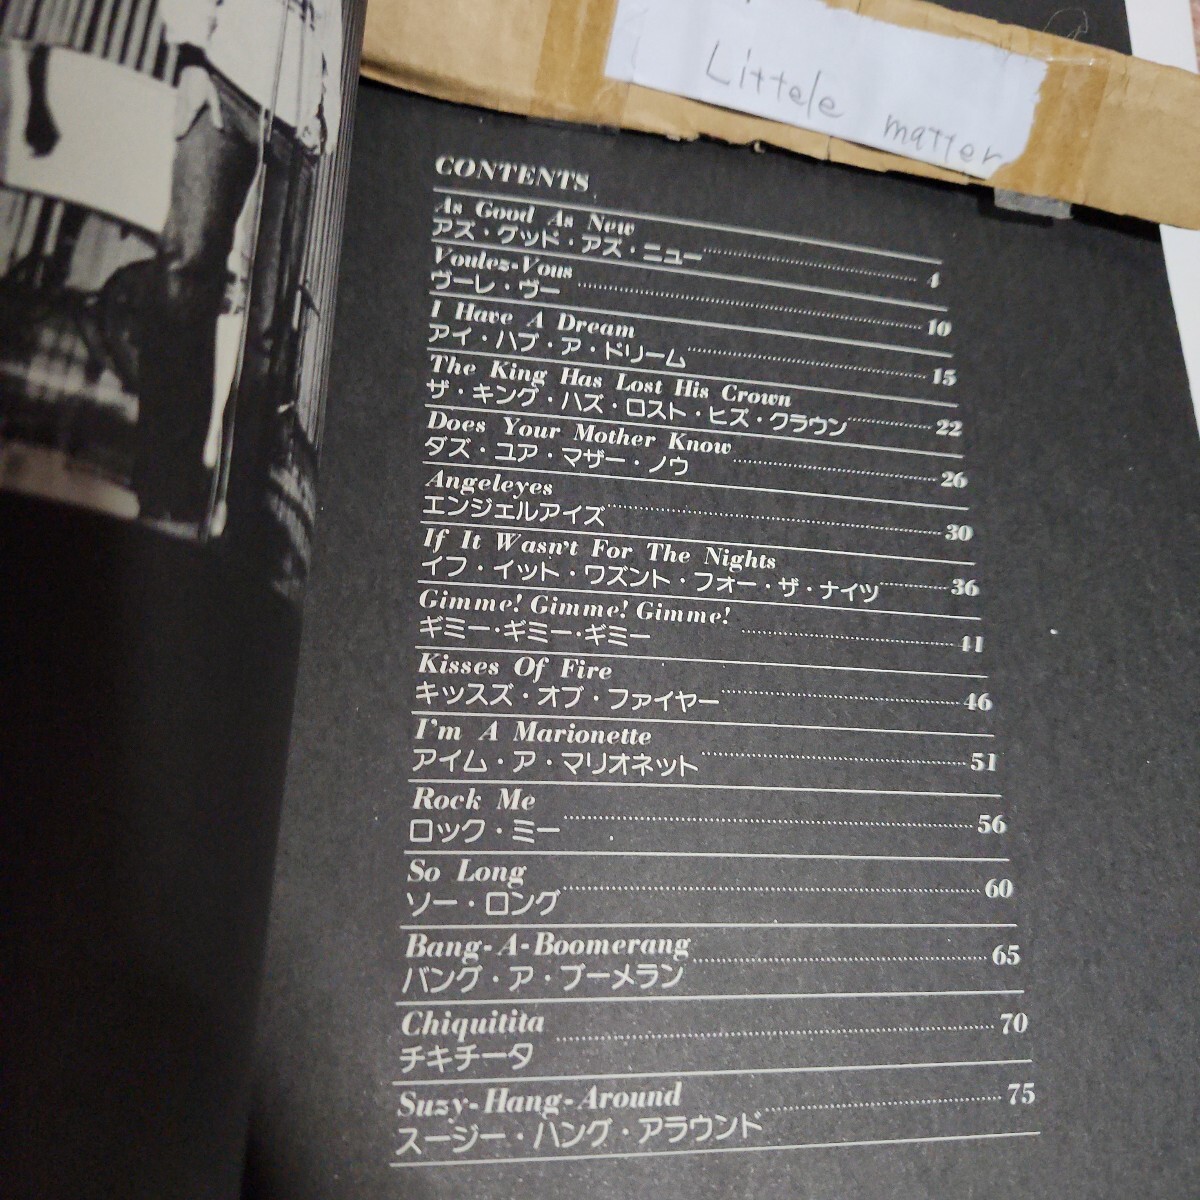 Littele matter
CONTENTS
As Good As New
アズ・グッド・アズ・ニュー 4
Voulez-Vous
ヴーレ・ヴー 10
I Have A Dream
アイ・ハブ・ア・ドリーム 15
The King Has Lost His Crown
ザ・キング・ハズ・ロスト・ヒズ・クラウン 22
Does Your Mother Know
ダズ・ユア・マザー・ノウ 26
Angeleyes
エンジェルアイズ 30
If It Wasn't For The Nights
イフ・イット・ワズント・フォー・ザ・ナイツ 36
Gimme! Gimme! Gimme!
ギミー・ギミー・ギミー 41
Kisses Of Fire
キッスズ・オブ・ファイヤー 46
I'm A Marionette
アイム・ア・マリオネット 51
Rock Me
ロック・ミー 56
So Long
ソー・ロング 60
Bang-A-Boomerang
バング・ア・ブーメラン 65
Chiquitita
チキチータ 70
Suzy-Hang-Around
スージー・ハング・アラウンド 75